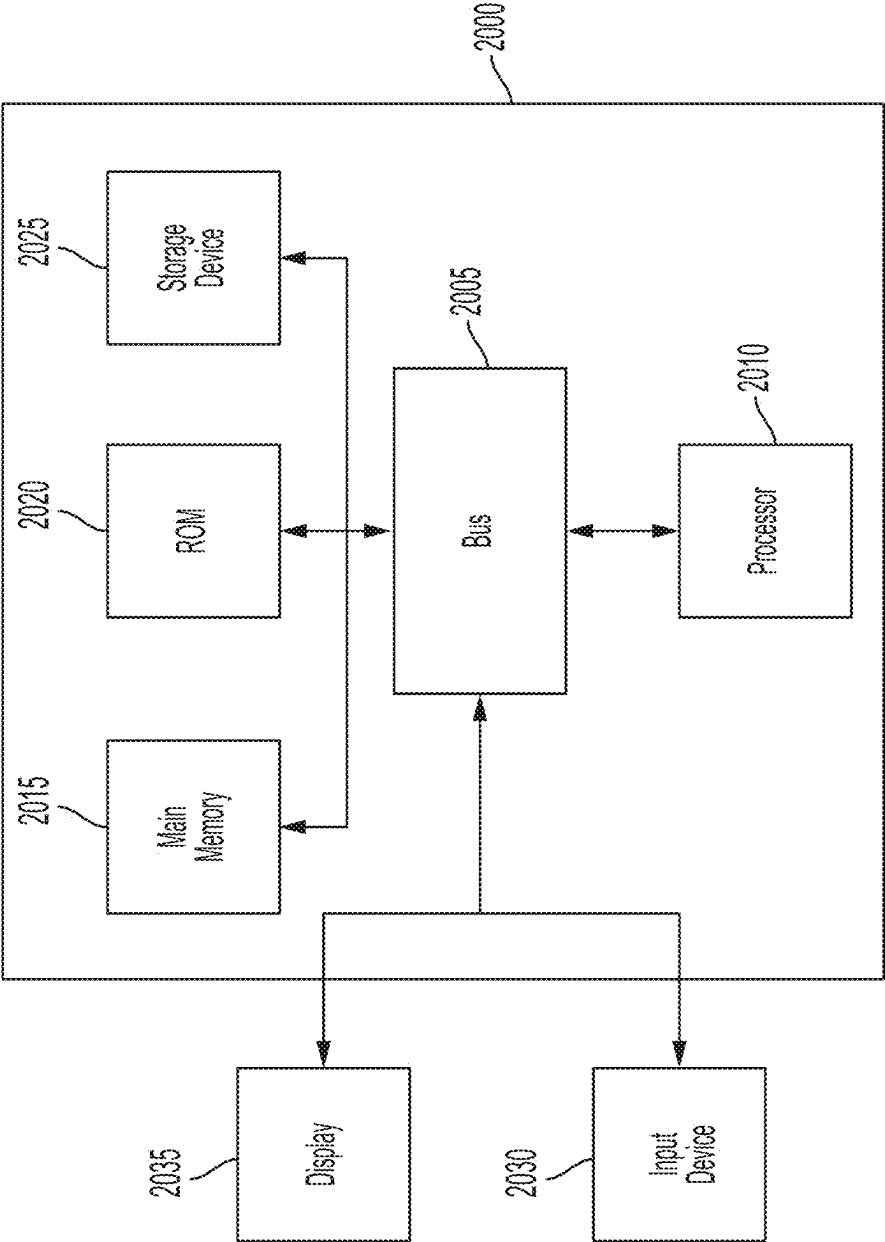 2000
2015
Main
Memory
2020
ROM
2025
Storage
Device
2035
Display
Bus
2005
2030
Input
Device
Processor
2010